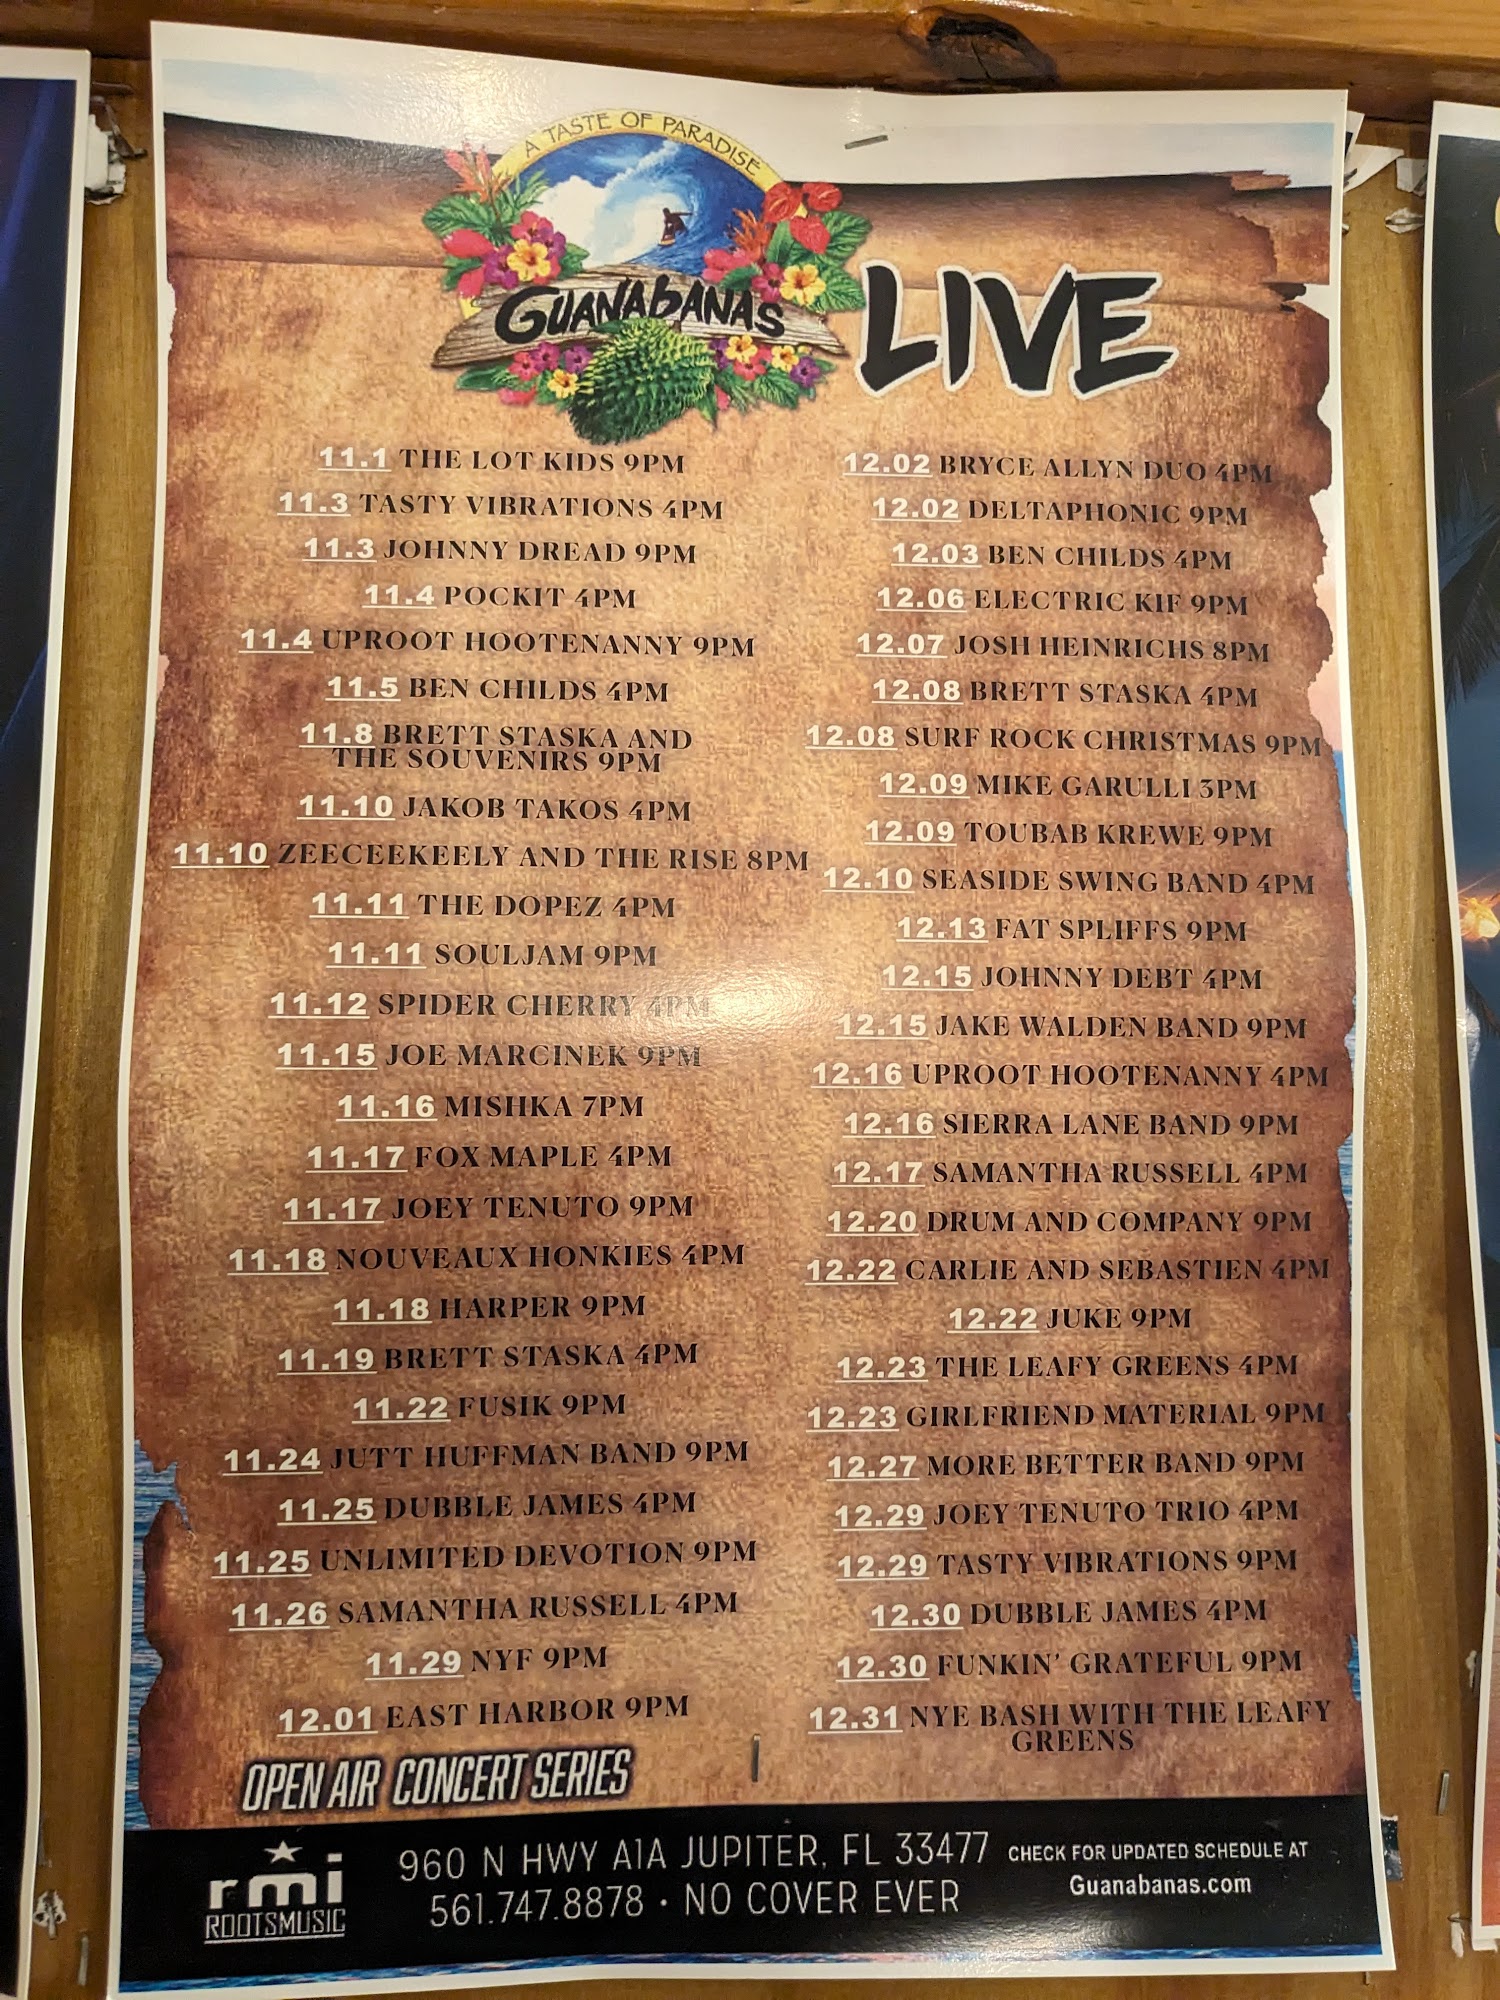 A TASTE OF PARADISE
GUANABANAS
LIVE
11.1 THE LOT KIDS 9PM
11.3 TASTY VIBRATIONS 4PM
11.3 JOHNNY DREAD 9PM
11.4 POCKIT 4PM
11.4 UPROOT HOOTENANNY 9PM
11.5 BEN CHILDS 4PM
11.8 BRETT STASKA AND
THE SOUVENIRS 9PM
11.10 JAKOB TAKOS 4PM
11.10 ZEECEEKEELY AND THE RISE 8PM
11.11 THE DOPEZ 4PM
11.11 SOULJAM 9PM
11.12 SPIDER CHERRY 4PM
11.15 JOE MARCINEK 9PM
11.16 MISHKA 7PM
11.17 FOX MAPLE 4PM
11.17 JOEY TENUTO 9PM
11.18 NOUVEAUX HONKIES 4PM
11.18 HARPER 9PM
11.19 BRETT STASKA 4PM
11.22 FUSIK 9PM
11.24 JUTT HUFFMAN BAND 9PM
11.25 DUBBLE JAMES 4PM
11.25 UNLIMITED DEVOTION 9PM
11.26 SAMANTHA RUSSELL 4PM
11.29 NYF 9PM
12.01 EAST HARBOR 9PM
12.02 BRYCE ALLYN DUO 4PM
12.02 DELTAPHONIC 9PM
12.03 BEN CHILDS 4PM
12.06 ELECTRIC KIF 9PM
12.07 JOSH HEINRICHS 8PM
12.08 BRETT STASKA 4PM
12.08 SURF ROCK CHRISTMAS 9PM
12.09 MIKE GARULLI 3PM
12.09 TOUBAB KREWE 9PM
12.10 SEASIDE SWING BAND 4PM
12.13 FAT SPLIFFS 9PM
12.15 JOHNNY DEBT 4PM
12.15 JAKE WALDEN BAND 9PM
12.16 UPROOT HOOTENANNY 4PM
12.16 SIERRA LANE BAND 9PM
12.17 SAMANTHA RUSSELL 4PM
12.20 DRUM AND COMPANY 9PM
12.22 CARLIE AND SEBASTIEN 4PM
12.22 JUKE 9PM
12.23 THE LEAFY GREENS 4PM
12.23 GIRLFRIEND MATERIAL 9PM
12.27 MORE BETTER BAND 9PM
12.29 JOEY TENUTO TRIO 4PM
12.29 TASTY VIBRATIONS 9PM
12.30 DUBBLE JAMES 4PM
12.30 FUNKIN' GRATEFUL 9PM
12.31 NYE BASH WITH THE LEAFY
GREENS
OPEN AIR CONCERT SERIES
rmi
ROOTSMUSIC
960 N HWY A1A JUPITER, FL 33477
561.747.8878 • NO COVER EVER
CHECK FOR UPDATED SCHEDULE AT
Guanabanas.com